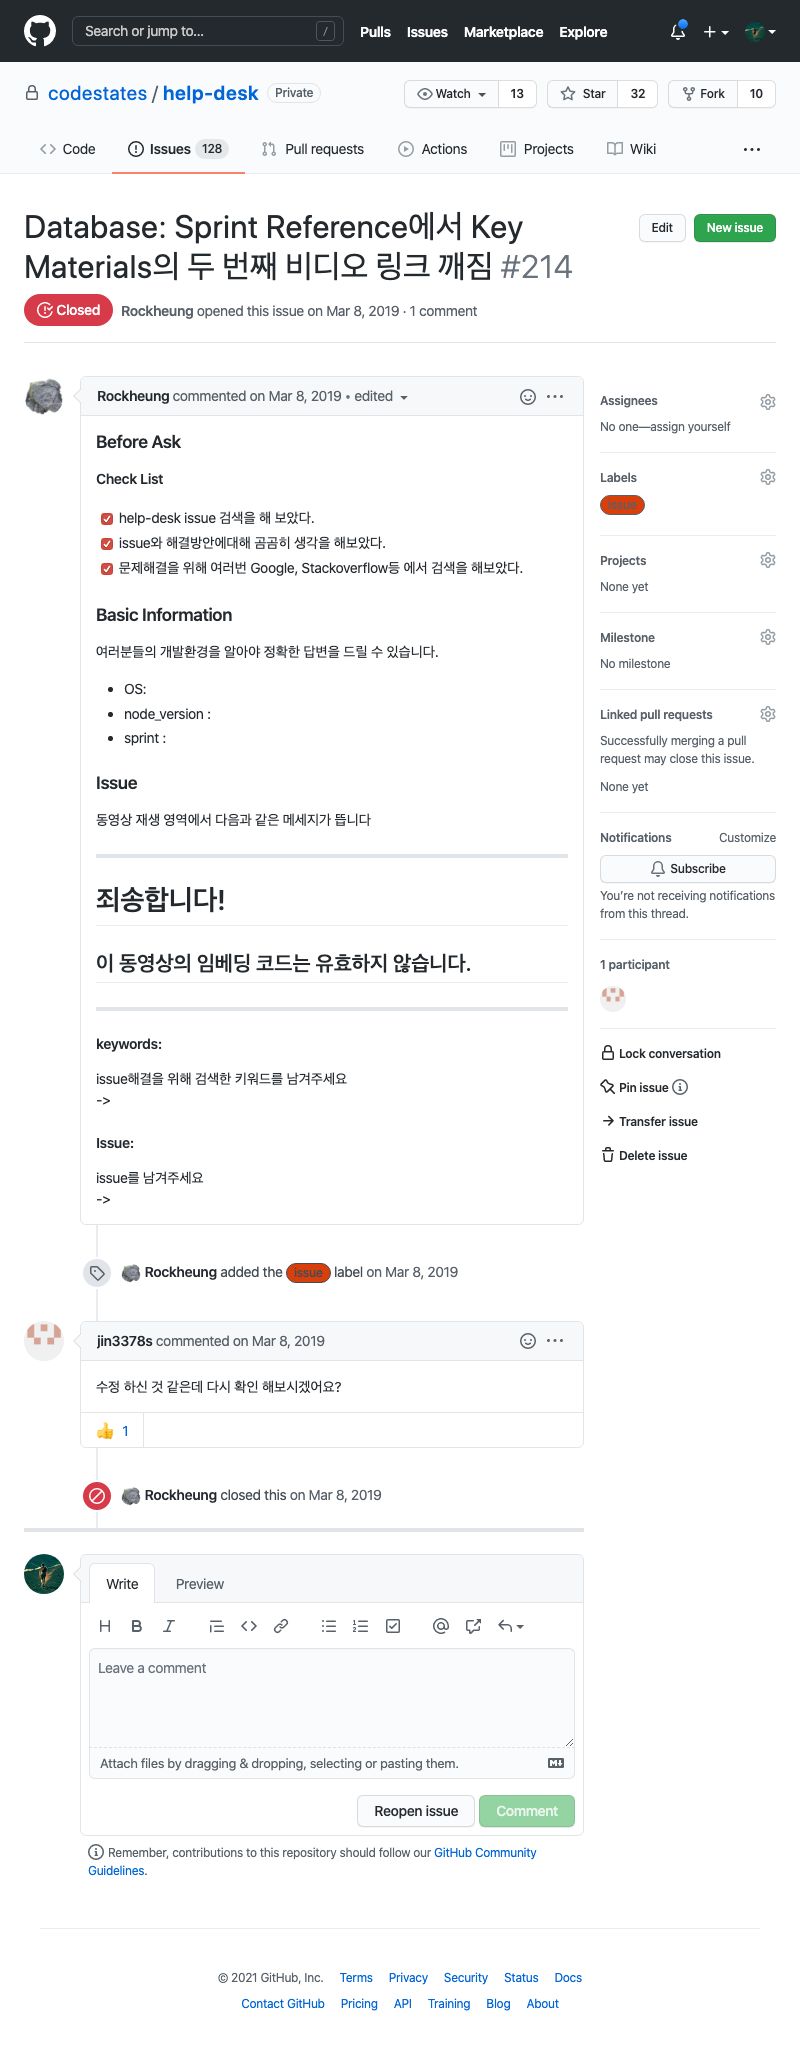 Search or jump to...
/
Pulls
Issues
Marketplace
Explore
codestates / help-desk
Private
Watch
13
Star
32
Fork
10
Code
Issues 128
Pull requests
Actions
Projects
Wiki
Database: Sprint Reference에서 Key
Materials의 두 번째 비디오 링크 깨짐 #214
Edit
New issue
Closed
Rockheung opened this issue on Mar 8, 2019 · 1 comment
Rockheung commented on Mar 8, 2019 • edited
Before Ask
Check List
help-desk issue 검색을 해 보았다.
issue와 해결방안에대해 곰곰히 생각을 해보았다.
문제해결을 위해 여러번 Google, Stackoverflow등 에서 검색을 해보았다.
Basic Information
여러분들의 개발환경을 알아야 정확한 답변을 드릴 수 있습니다.
• OS:
• node_version :
• sprint :
Issue
동영상 재생 영역에서 다음과 같은 메세지가 뜹니다
죄송합니다!
이 동영상의 임베딩 코드는 유효하지 않습니다.
keywords:
issue해결을 위해 검색한 키워드를 남겨주세요
->
Issue:
issue를 남겨주세요
->
Rockheung added the issue label on Mar 8, 2019
jin3378s commented on Mar 8, 2019
수정 하신 것 같은데 다시 확인 해보시겠어요?
👍 1
Rockheung closed this on Mar 8, 2019
Write
Preview
Leave a comment
Attach files by dragging & dropping, selecting or pasting them.
Reopen issue
Comment
Remember, contributions to this repository should follow our GitHub Community
Guidelines.
Assignees
No one—assign yourself
Labels
issue
Projects
None yet
Milestone
No milestone
Linked pull requests
Successfully merging a pull
request may close this issue.
None yet
Notifications
Customize
Subscribe
You're not receiving notifications
from this thread.
1 participant
Lock conversation
Pin issue
Transfer issue
Delete issue
© 2021 GitHub, Inc.
Terms
Privacy
Security
Status
Docs
Contact GitHub
Pricing
API
Training
Blog
About